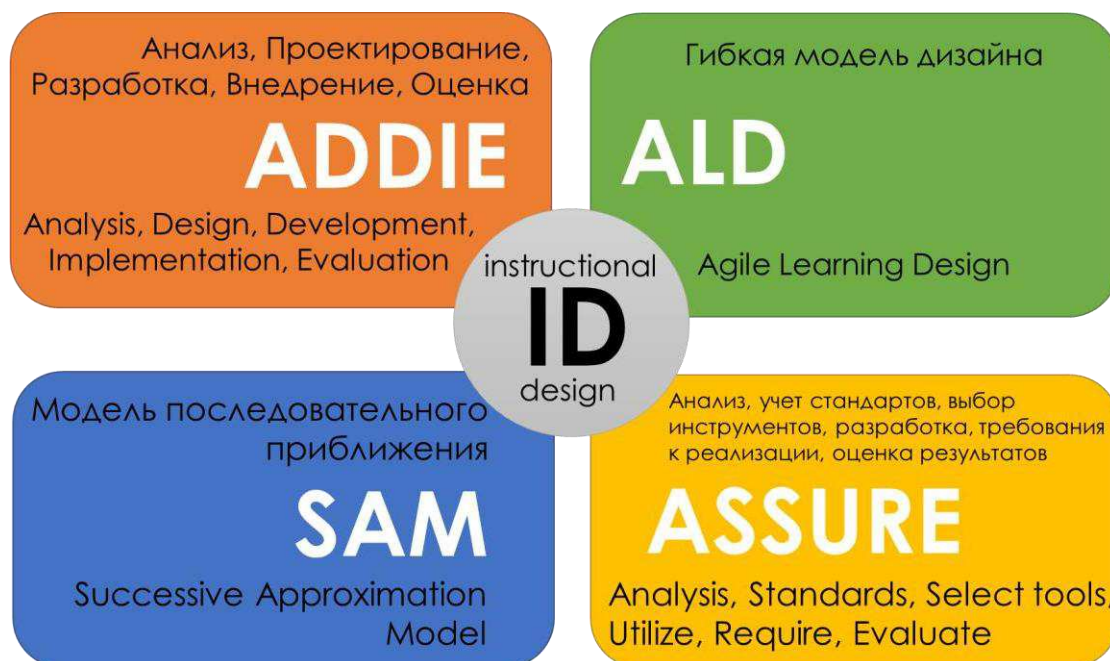 Анализ, Проектирование,
Разработка, Внедрение, Оценка
ADDIE
Analysis, Design, Development,
Implementation, Evaluation
Гибкая модель дизайна
ALD
Agile Learning Design
instructional
ID
design
Модель последовательного
приближения
SAM
Successive Approximation
Model
Анализ, учет стандартов, выбор
инструментов, разработка, требования
к реализации, оценка результатов
ASSURE
Analysis, Standards, Select tools,
Utilize, Require, Evaluate